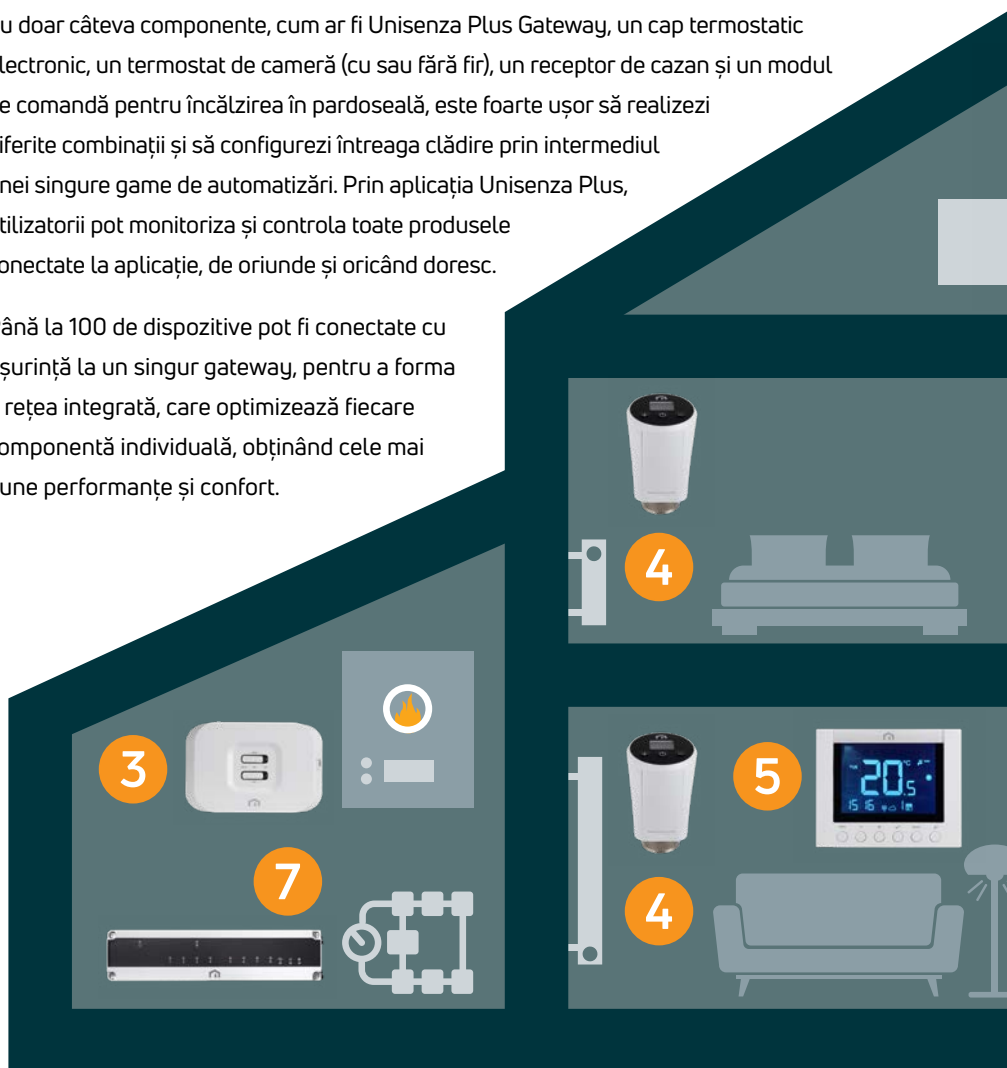 u doar câteva componente, cum ar fi Unisenza Plus Gateway, un cap termostatic
lectronic, un termostat de cameră (cu sau fără fir), un receptor de cazan și un modul
e comandă pentru încălzirea în pardoseală, este foarte ușor să realizezi
iferite combinații și să configurezi întreaga clădire prin intermediul
nei singure game de automatizări. Prin aplicația Unisenza Plus,
tilizatorii pot monitoriza și controla toate produsele
onectate la aplicație, de oriunde și oricând doresc.
ână la 100 de dispozitive pot fi conectate cu
șurință la un singur gateway, pentru a forma
rețea integrată, care optimizează fiecare
omponentă individuală, obținând cele mai
une performanțe și confort.
4
3
5
20.5 °C
15 16
7
4